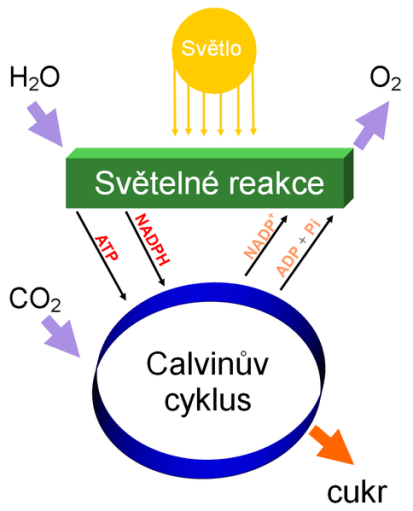 Světlo
H₂O
O₂
Světelné reakce
ATP
NADPH
NADP⁺
ADP + Pi
CO₂
Calvinův
cyklus
cukr